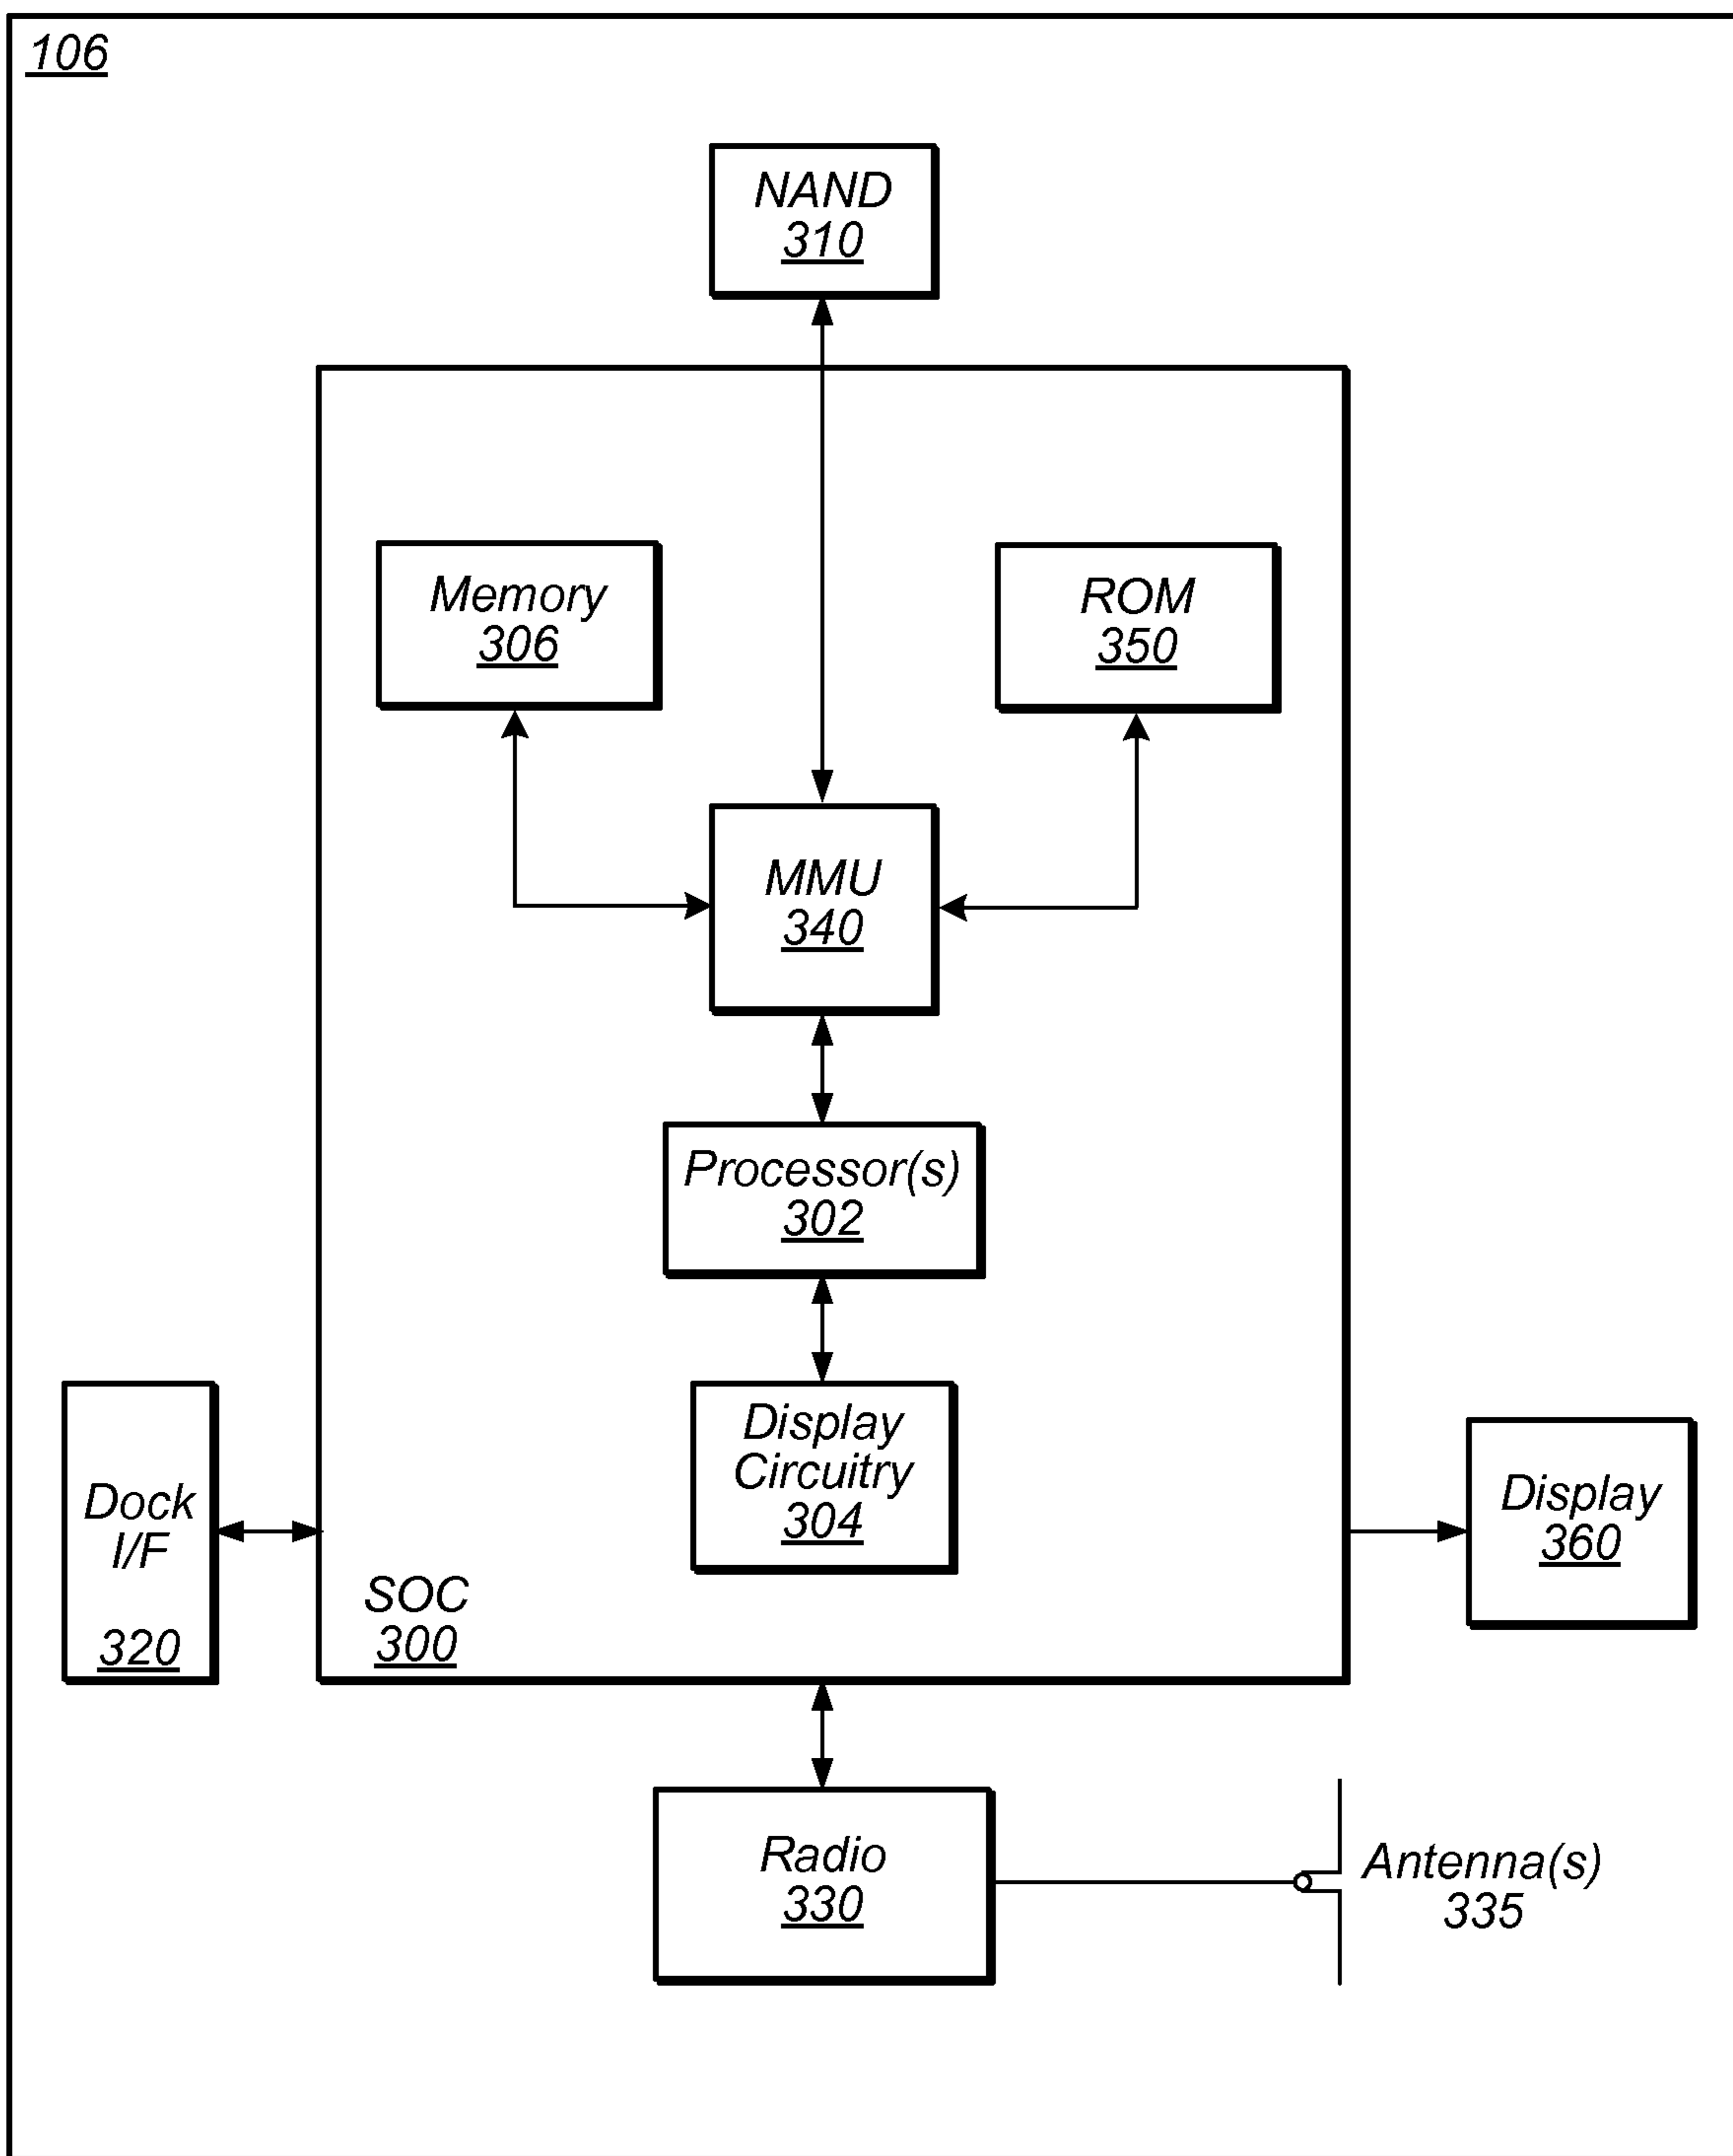 106
NAND
310
Memory
306
ROM
350
MMU
340
Processor(s)
302
Display
Circuitry
304
Dock
I/F
320
SOC
300
Display
360
Radio
330
Antenna(s)
335